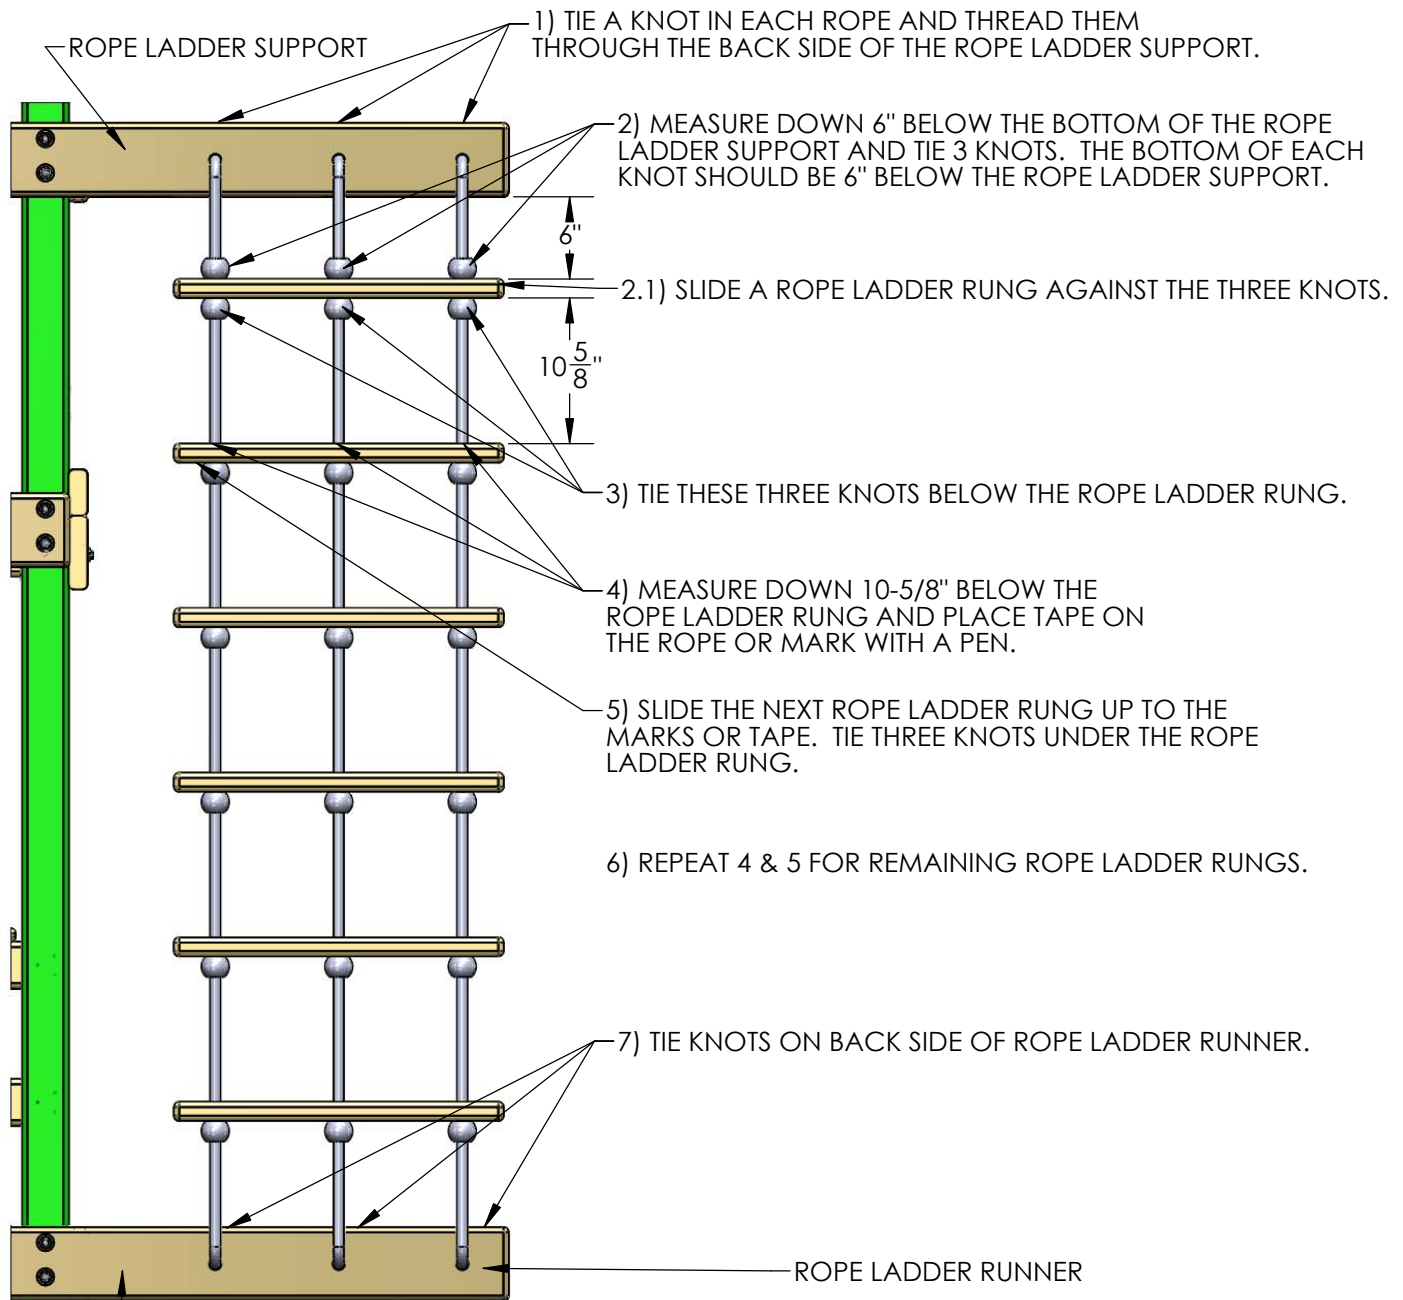 1) TIE A KNOT IN EACH ROPE AND THREAD THEM
THROUGH THE BACK SIDE OF THE ROPE LADDER SUPPORT.
ROPE LADDER SUPPORT
2) MEASURE DOWN 6" BELOW THE BOTTOM OF THE ROPE
LADDER SUPPORT AND TIE 3 KNOTS. THE BOTTOM OF EACH
KNOT SHOULD BE 6" BELOW THE ROPE LADDER SUPPORT.
6"
2.1) SLIDE A ROPE LADDER RUNG AGAINST THE THREE KNOTS.
10 5/8"
3) TIE THESE THREE KNOTS BELOW THE ROPE LADDER RUNG.
4) MEASURE DOWN 10-5/8" BELOW THE
ROPE LADDER RUNG AND PLACE TAPE ON
THE ROPE OR MARK WITH A PEN.
5) SLIDE THE NEXT ROPE LADDER RUNG UP TO THE
MARKS OR TAPE. TIE THREE KNOTS UNDER THE ROPE
LADDER RUNG.
6) REPEAT 4 & 5 FOR REMAINING ROPE LADDER RUNGS.
7) TIE KNOTS ON BACK SIDE OF ROPE LADDER RUNNER.
ROPE LADDER RUNNER